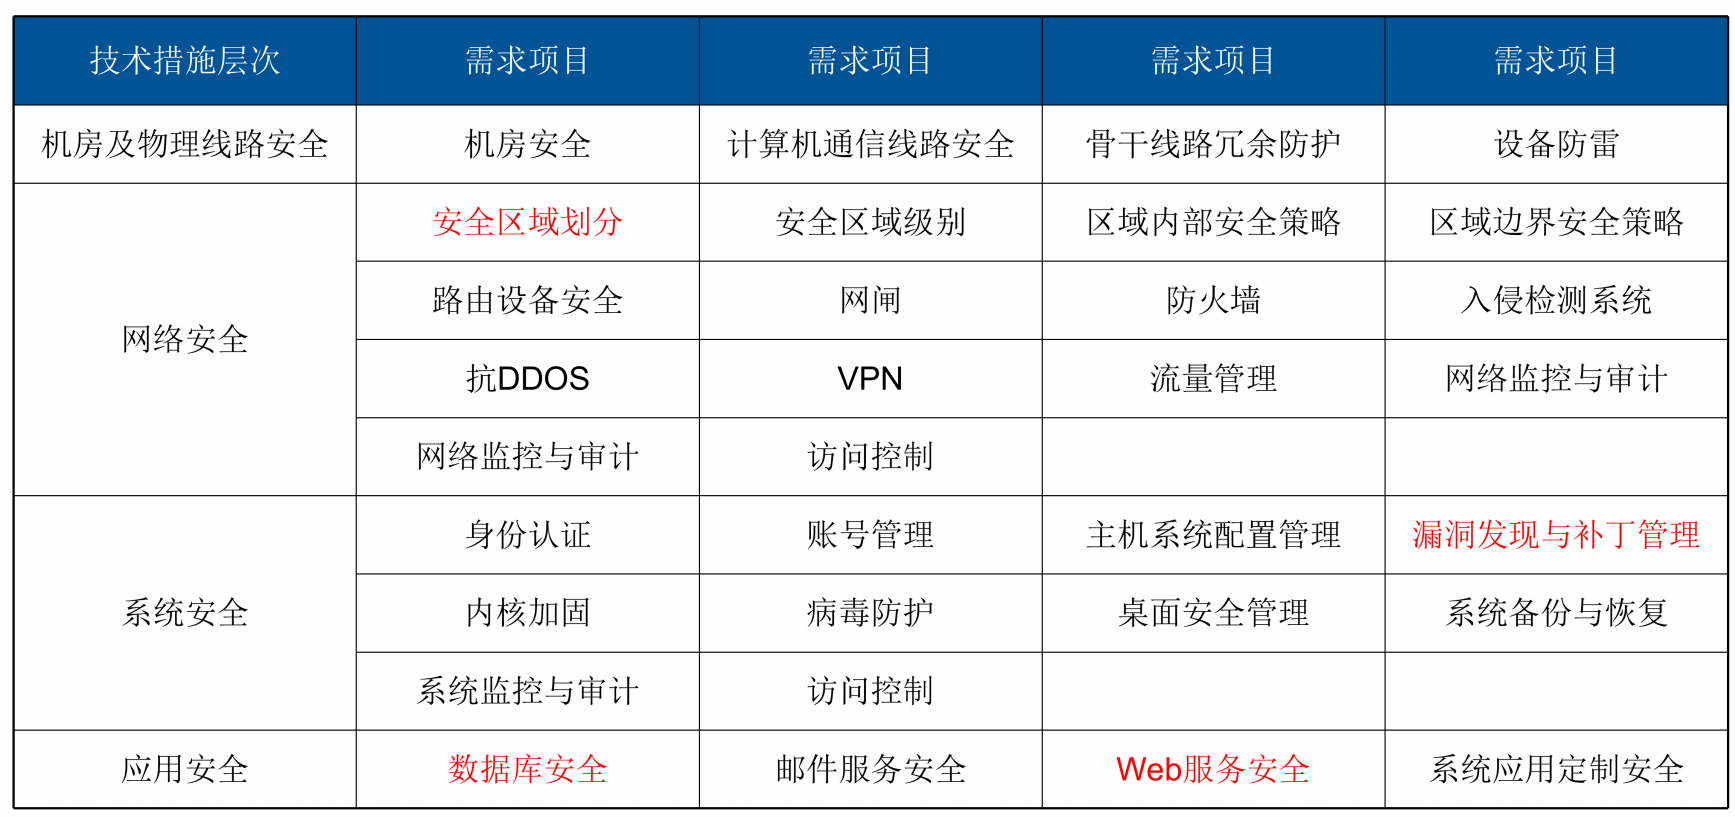 技术措施层次 需求项目 需求项目 需求项目 需求项目
机房及物理线路安全 机房安全 计算机通信线路安全 骨干线路冗余防护 设备防雷
网络安全 安全区域划分 安全区域级别 区域内部安全策略 区域边界安全策略
路由设备安全 网闸 防火墙 入侵检测系统
抗DDOS VPN 流量管理 网络监控与审计
网络监控与审计 访问控制
系统安全 身份认证 账号管理 主机系统配置管理 漏洞发现与补丁管理
内核加固 病毒防护 桌面安全管理 系统备份与恢复
系统监控与审计 访问控制
应用安全 数据库安全 邮件服务安全 Web服务安全 系统应用定制安全